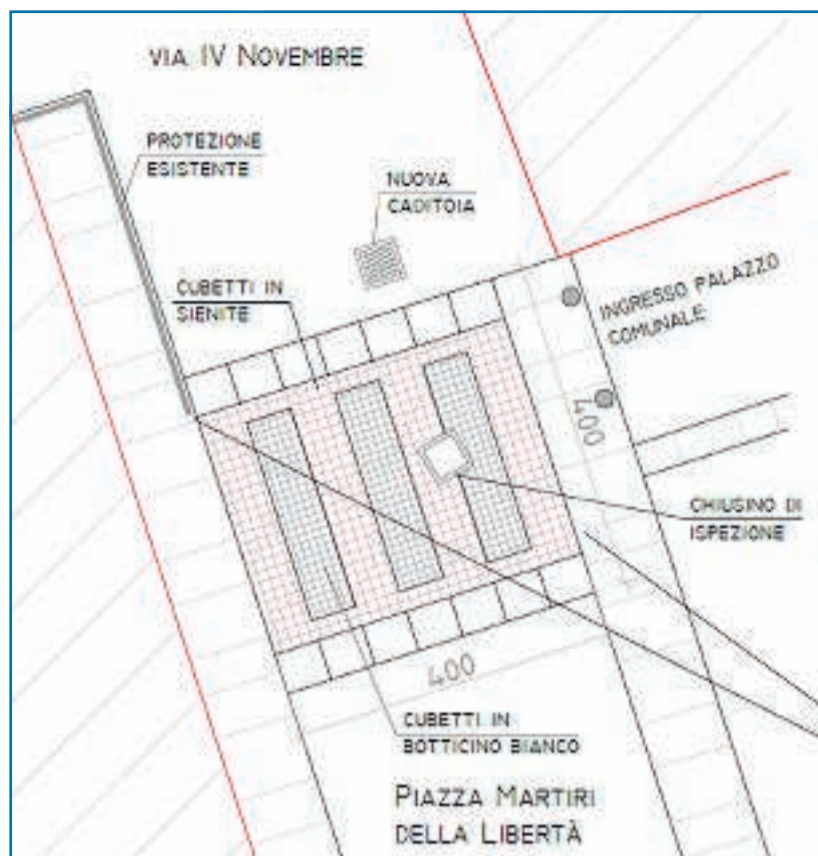 VIA IV NOVEMBRE
PROTEZIONE
ESISTENTE
NUOVA
CADITOIA
CUBETTI IN
SIENITE
INGRESSO PALAZZO
COMUNALE
400
CHIUSINO DI
ISPEZIONE
400
CUBETTI IN
BOTTICINO BIANCO
PIAZZA MARTIRI
DELLA LIBERTÀ